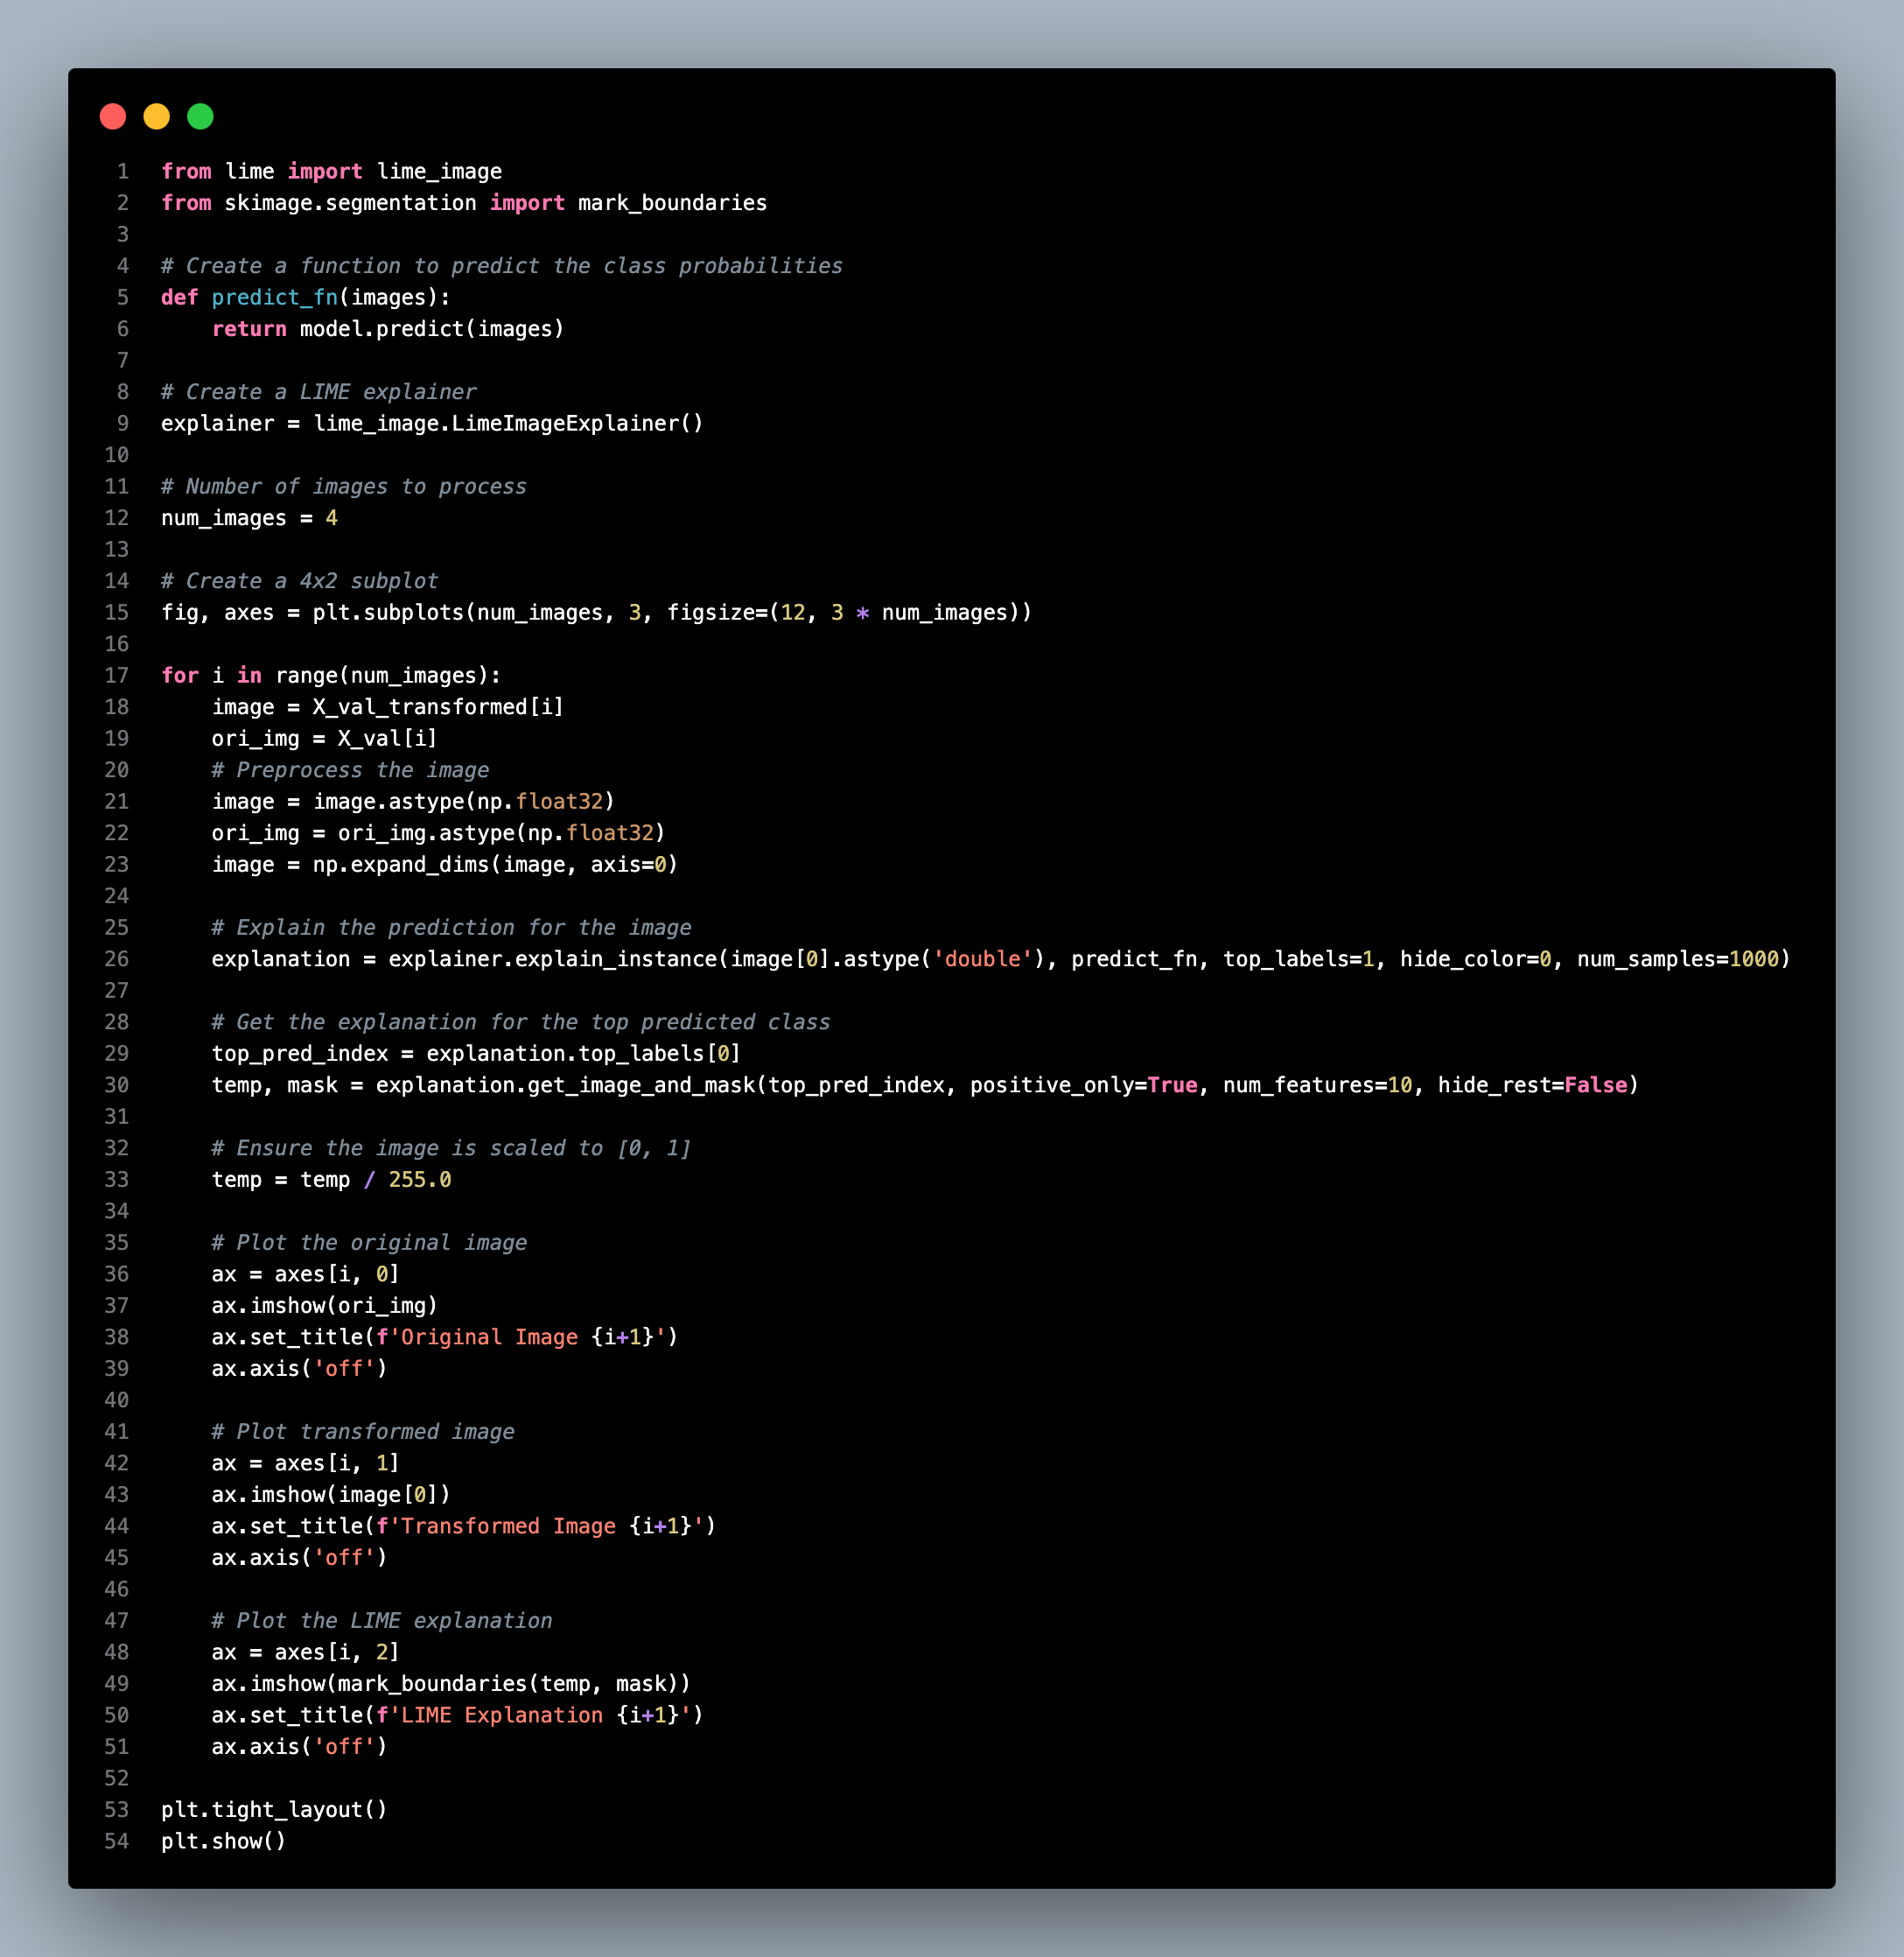 1 from lime import lime_image
2 from skimage.segmentation import mark_boundaries
3
4 # Create a function to predict the class probabilities
5 def predict_fn(images):
6     return model.predict(images)
7
8 # Create a LIME explainer
9 explainer = lime_image.LimeImageExplainer()
10
11 # Number of images to process
12 num_images = 4
13
14 # Create a 4x2 subplot
15 fig, axes = plt.subplots(num_images, 3, figsize=(12, 3 * num_images))
16
17 for i in range(num_images):
18     image = X_val_transformed[i]
19     ori_img = X_val[i]
20     # Preprocess the image
21     image = image.astype(np.float32)
22     ori_img = ori_img.astype(np.float32)
23     image = np.expand_dims(image, axis=0)
24
25     # Explain the prediction for the image
26     explanation = explainer.explain_instance(image[0].astype('double'), predict_fn, top_labels=1, hide_color=0, num_samples=1000)
27
28     # Get the explanation for the top predicted class
29     top_pred_index = explanation.top_labels[0]
30     temp, mask = explanation.get_image_and_mask(top_pred_index, positive_only=True, num_features=10, hide_rest=False)
31
32     # Ensure the image is scaled to [0, 1]
33     temp = temp / 255.0
34
35     # Plot the original image
36     ax = axes[i, 0]
37     ax.imshow(ori_img)
38     ax.set_title(f'Original Image {i+1}')
39     ax.axis('off')
40
41     # Plot transformed image
42     ax = axes[i, 1]
43     ax.imshow(image[0])
44     ax.set_title(f'Transformed Image {i+1}')
45     ax.axis('off')
46
47     # Plot the LIME explanation
48     ax = axes[i, 2]
49     ax.imshow(mark_boundaries(temp, mask))
50     ax.set_title(f'LIME Explanation {i+1}')
51     ax.axis('off')
52
53 plt.tight_layout()
54 plt.show()